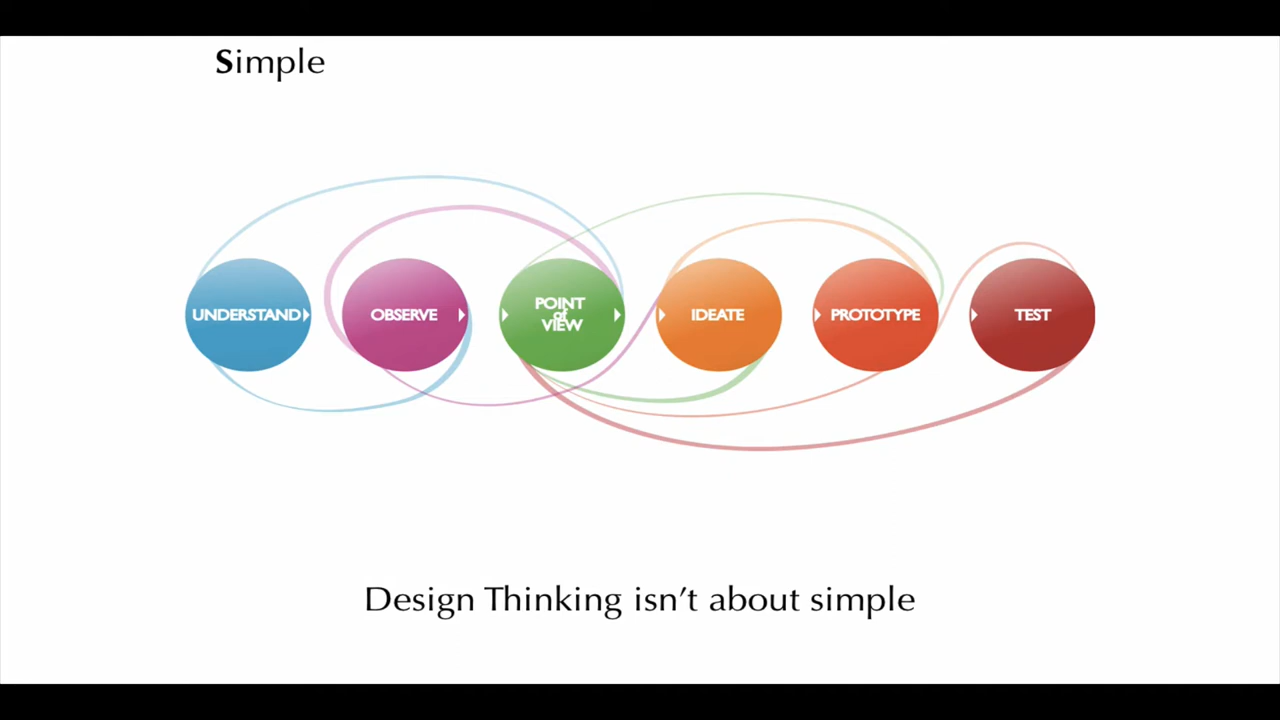 Simple
UNDERSTAND
OBSERVE
POINT
of
VIEW
IDEATE
PROTOTYPE
TEST
Design Thinking isn't about simple